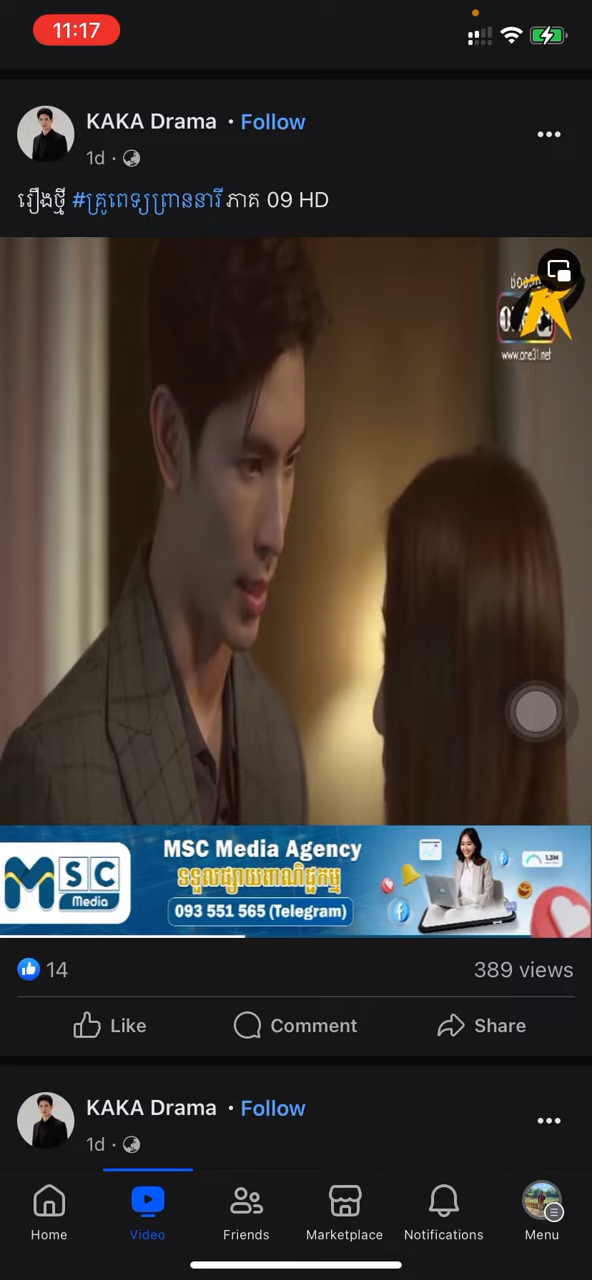 11:17
KAKA Drama · Follow
1d ·
រឿងថ្មី #គ្រូពេទ្យព្រាននារី ភាគ 09 HD
www.one31.net
MSC Media Agency
ទទួលផ្សាយពាណិជ្ជកម្ម
093 551 565 (Telegram)
MSC
Media
1.3M
14
389 views
Like
Comment
Share
KAKA Drama · Follow
1d ·
Home
Video
Friends
Marketplace
Notifications
Menu